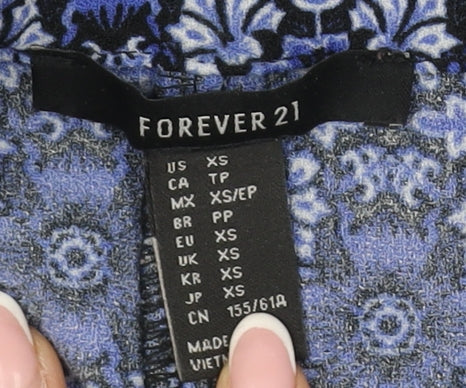 FOREVER 21
US XS
CA TP
MX XS/EP
BR PP
EU XS
UK XS
KR XS
JP XS
CN 155/61A
MADE